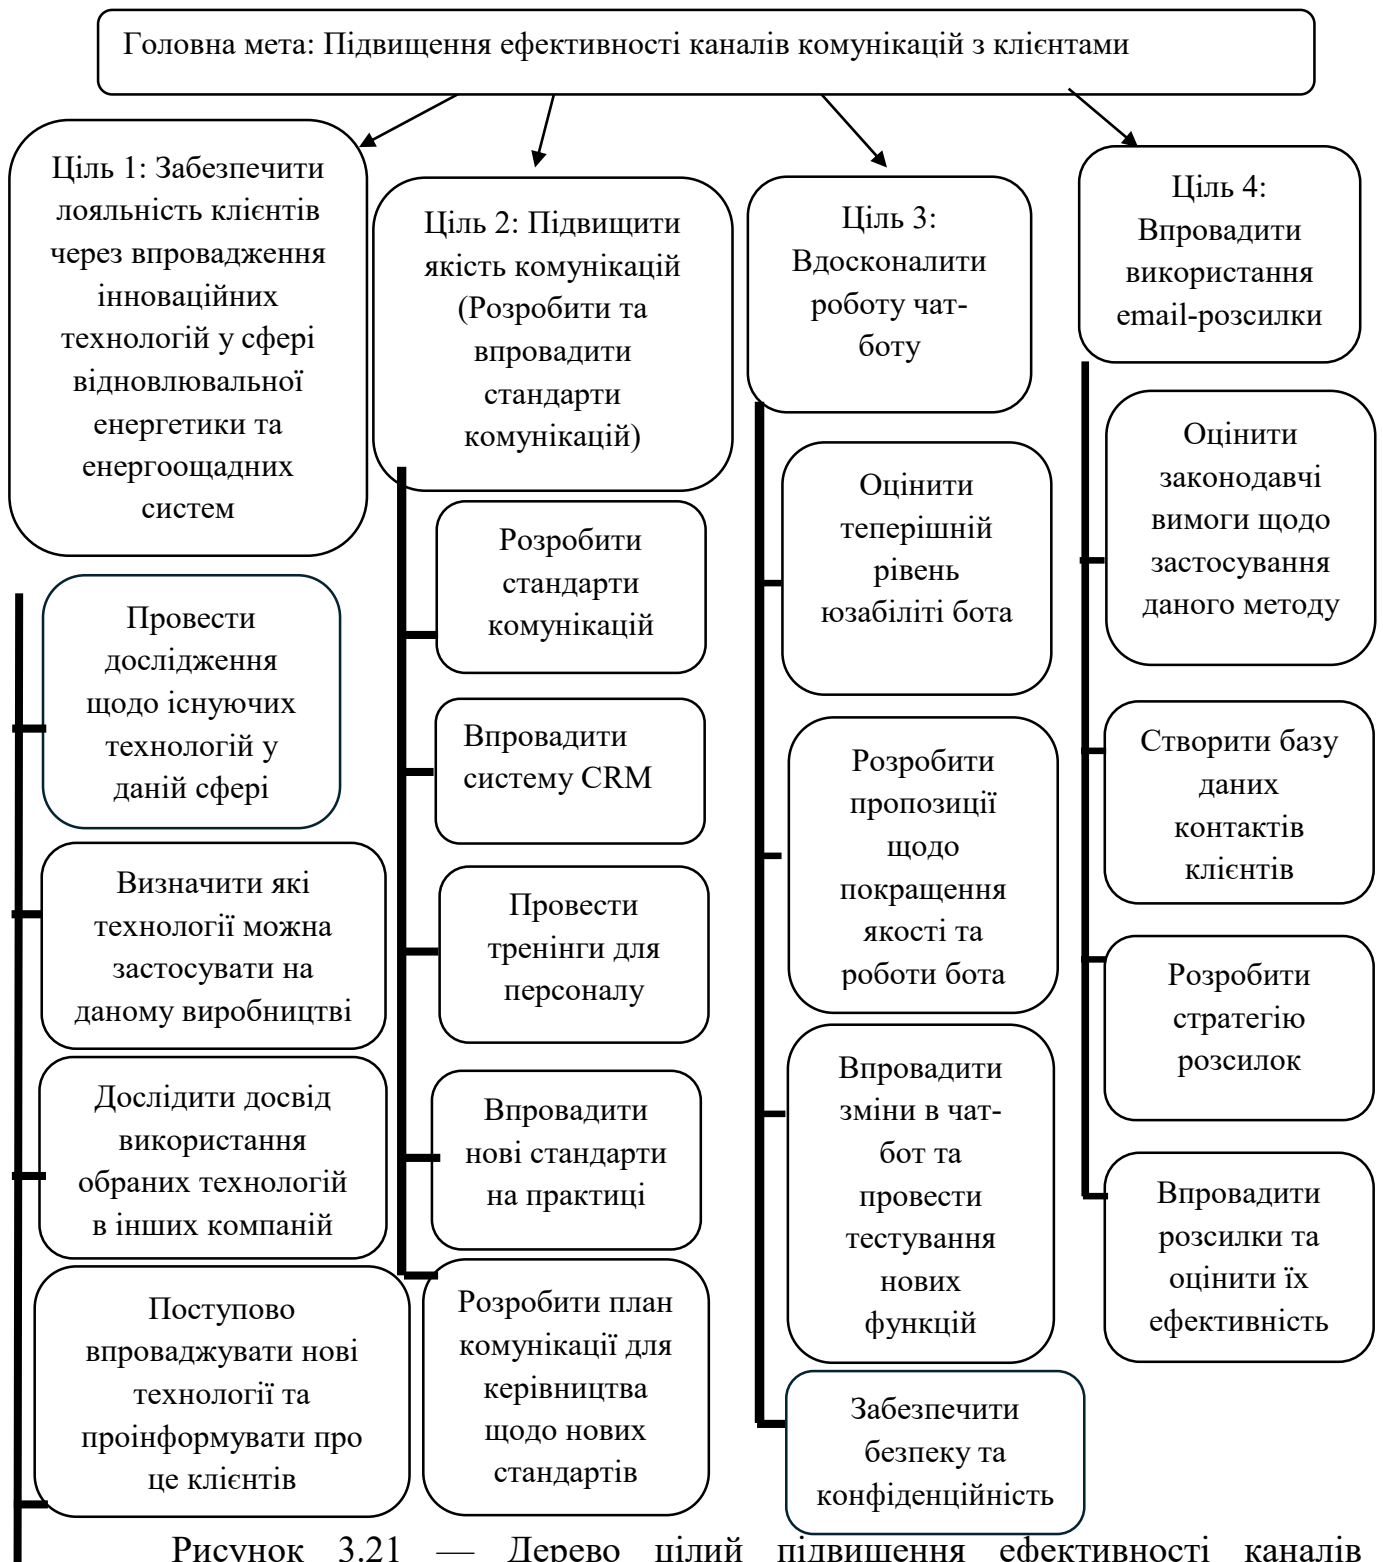 Головна мета: Підвищення ефективності каналів комунікацій з клієнтами
Ціль 1: Забезпечити
лояльність клієнтів
через впровадження
інноваційних
технологій у сфері
відновлювальної
енергетики та
енергоощадних
систем
Провести
дослідження
щодо існуючих
технологій у
даній сфері
Визначити які
технології можна
застосувати на
даному виробництві
Дослідити досвід
використання
обраних технологій
в інших компаній
Поступово
впроваджувати нові
технології та
проінформувати про
це клієнтів
Ціль 2: Підвищити
якість комунікацій
(Розробити та
впровадити
стандарти
комунікацій)
Розробити
стандарти
комунікацій
Впровадити
систему CRM
Провести
тренінги для
персоналу
Впровадити
нові стандарти
на практиці
Розробити план
комунікації для
керівництва
щодо нових
стандартів
Ціль 3:
Вдосконалити
роботу чат-
боту
Оцінити
теперішній
рівень
юзабіліті бота
Розробити
пропозиції
щодо
покращення
якості та
роботи бота
Впровадити
зміни в чат-
бот та
провести
тестування
нових
функцій
Забезпечити
безпеку та
конфіденційність
Ціль 4:
Впровадити
використання
email-розсилки
Оцінити
законодавчі
вимоги щодо
застосування
даного методу
Створити базу
даних
контактів
клієнтів
Розробити
стратегію
розсилок
Впровадити
розсилки та
оцінити їх
ефективність
Рисунок 3.21 — Дерево цілий підвищення ефективності каналів